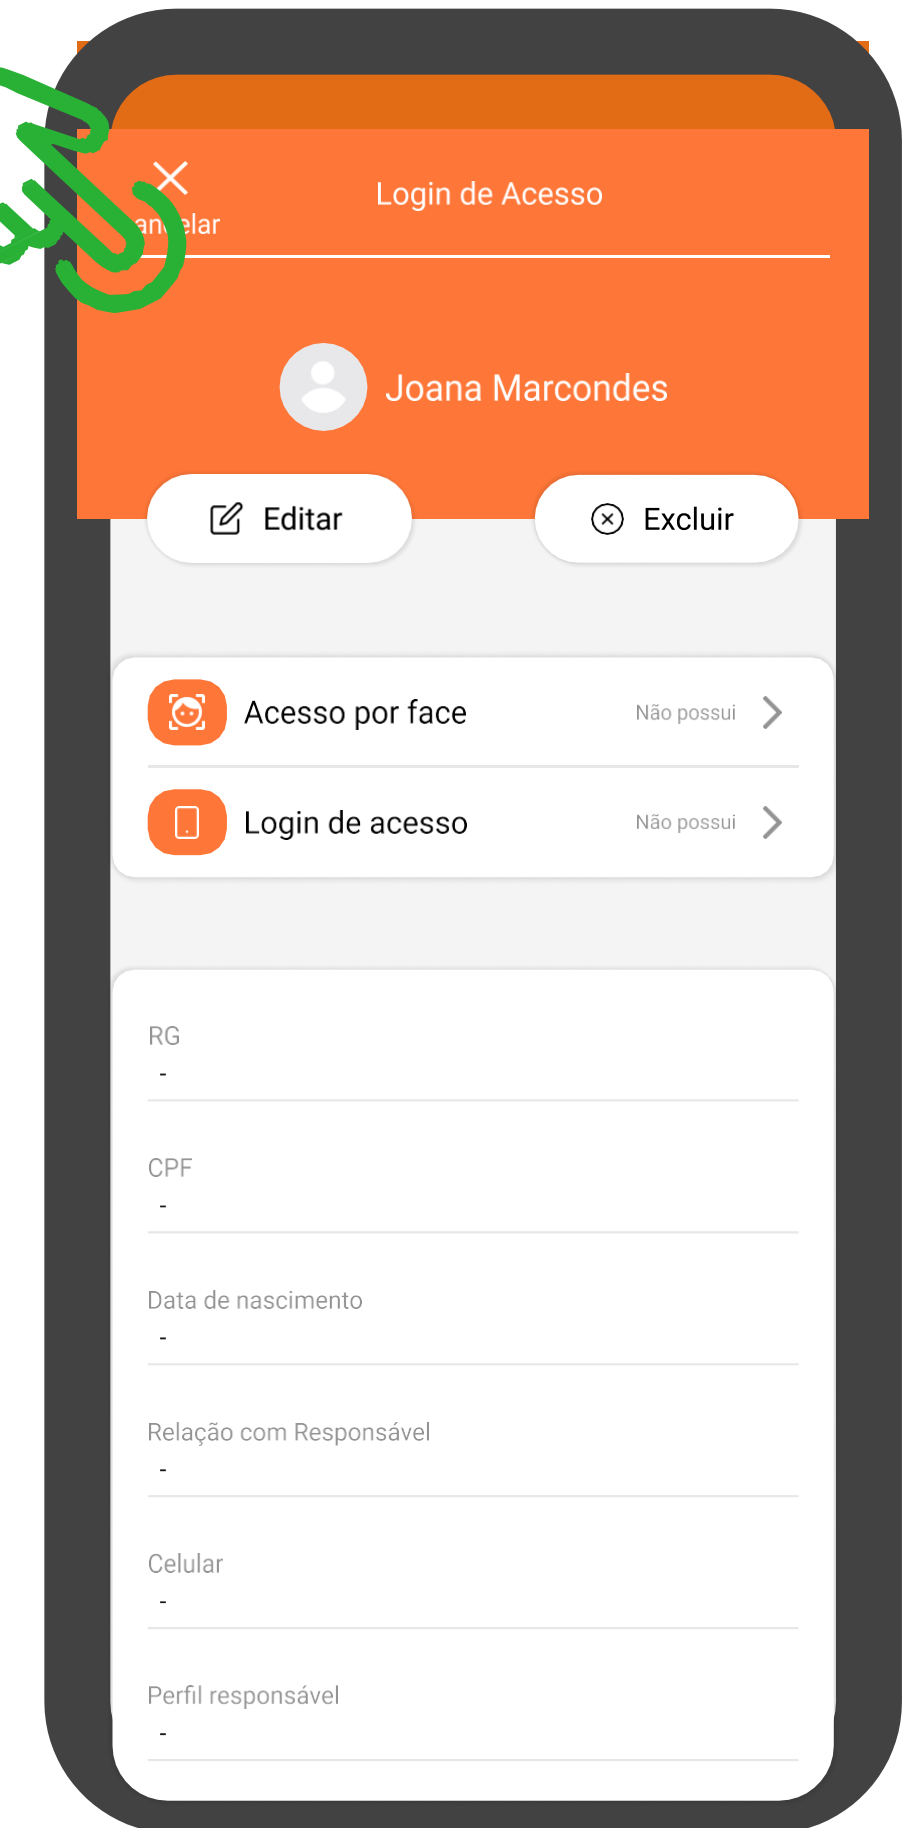 Login de Acesso
ancelar
Joana Marcondes
Editar
Excluir
Acesso por face
Não possui
Login de acesso
Não possui
RG
-
CPF
-
Data de nascimento
-
Relação com Responsável
-
Celular
-
Perfil responsável
-